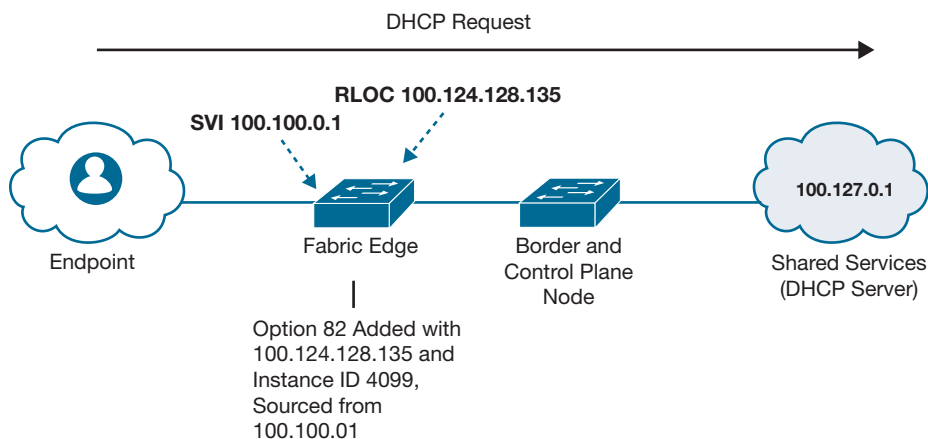 DHCP Request
RLOC 100.124.128.135
SVI 100.100.0.1
100.127.0.1
Endpoint
Fabric Edge
Border and
Control Plane
Node
Shared Services
(DHCP Server)
Option 82 Added with
100.124.128.135 and
Instance ID 4099,
Sourced from
100.100.01